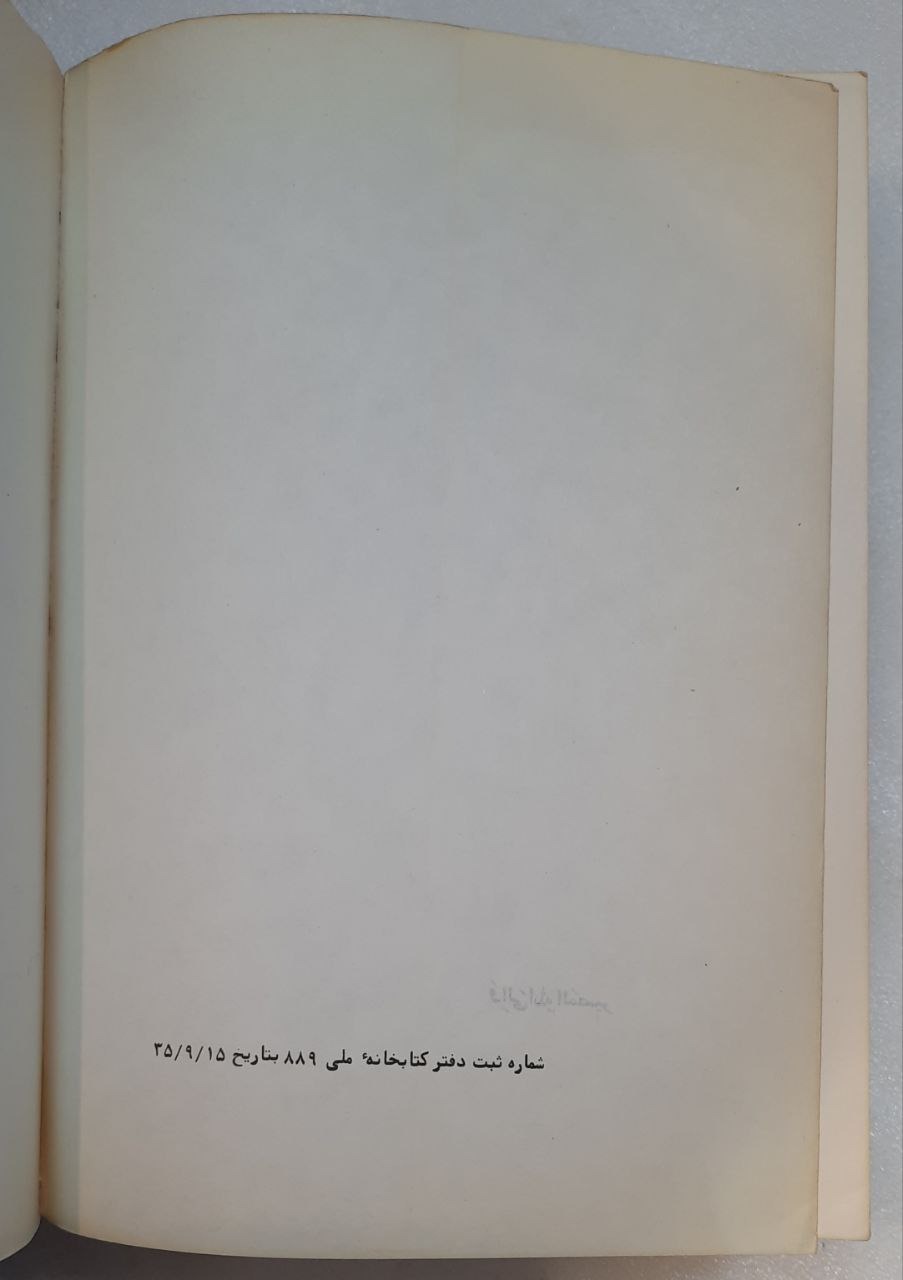 شماره ثبت دفتر کتابخانهٔ ملی ۸۸۹ بتاریخ ۳۵/۹/۱۵